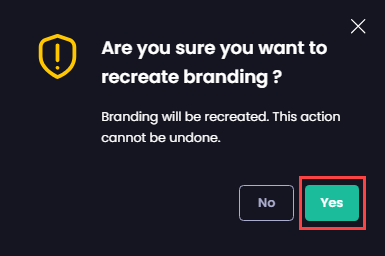 Are you sure you want to
recreate branding ?
Branding will be recreated. This action
cannot be undone.
No
Yes